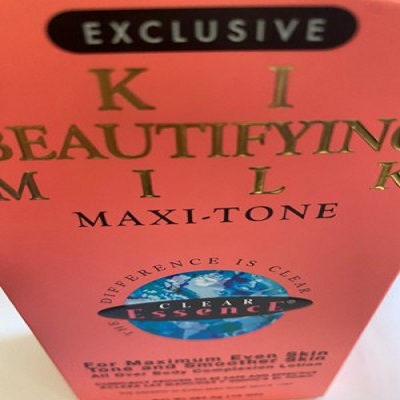 EXCLUSIVE
K I
BEAUTIFYING
MILK
MAXI-TONE
THE DIFFERENCE IS CLEAR
CLEAR
EssencE®
For Maximum Even Skin
Tone and Smoother Skin
All Over Body Complexion Lotion